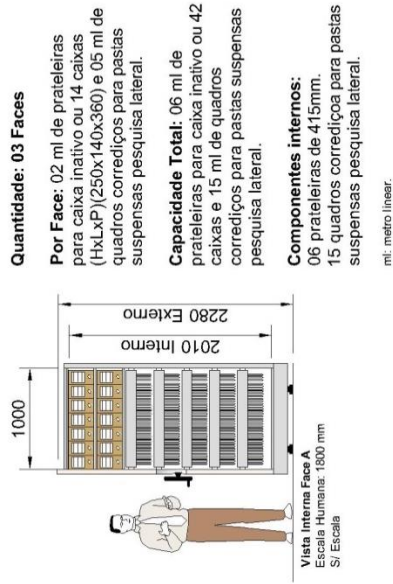 Quantidade: 03 Faces
Por Face: 02 ml de prateleiras
para caixa inativo ou 14 caixas
(HxLxP)(250x140x360) e 05 ml de
quadros corrediços para pastas
suspensas pesquisa lateral.
Capacidade Total: 06 ml de
prateleiras para caixa inativo ou 42
caixas e 15 ml de quadros
corrediços para pastas suspensas
pesquisa lateral.
Componentes internos:
06 prateleiras de 415mm.
15 quadros corrediçoa para pastas
suspensas pesquisa lateral.
ml: metro linear.
1000
2010 Interno
2280 Externo
Vista Interna Face A
Escala Humana: 1800 mm
S/ Escala